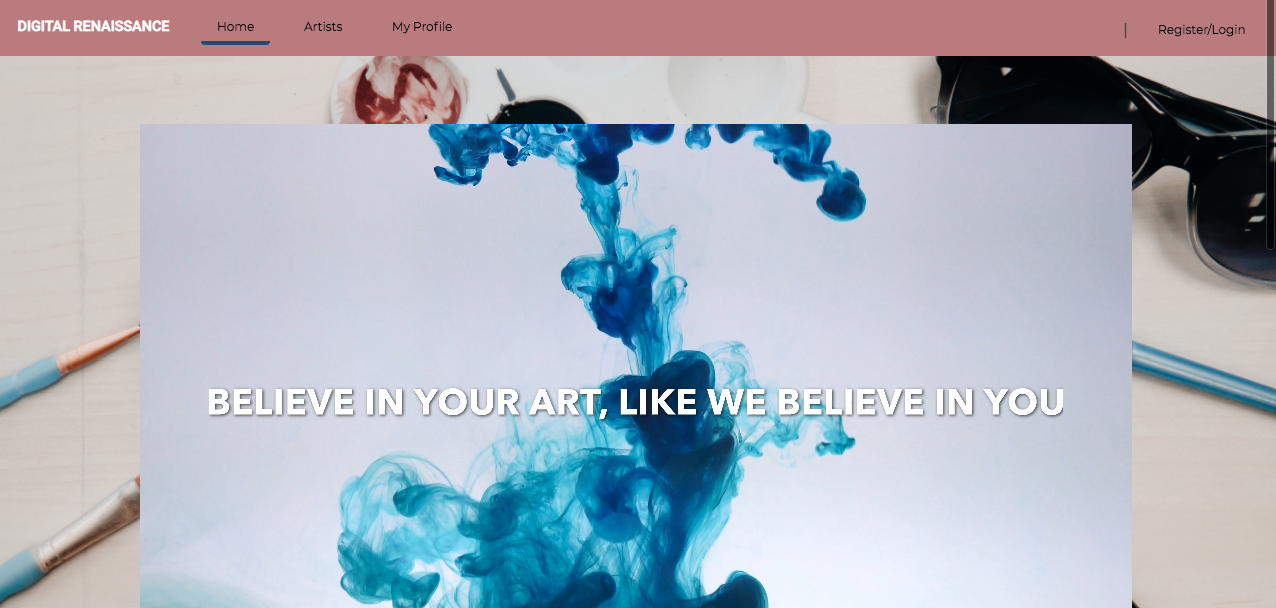 DIGITAL RENAISSANCE Home Artists My Profile | Register/Login
BELIEVE IN YOUR ART, LIKE WE BELIEVE IN YOU